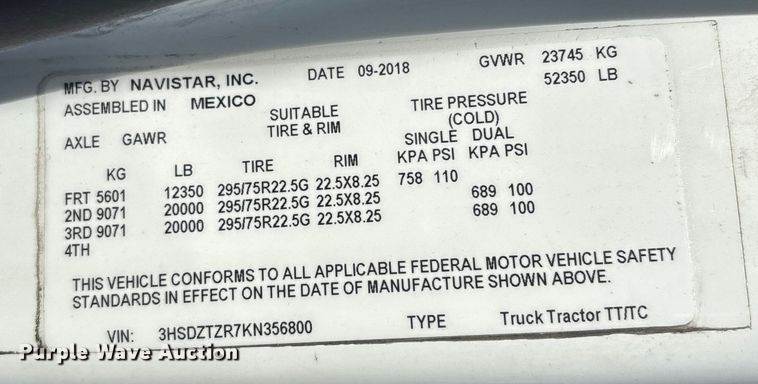 MFG. BY NAVISTAR, INC. DATE 09-2018 GVWR 23745 KG
52350 LB
ASSEMBLED IN MEXICO
SUITABLE TIRE PRESSURE
AXLE GAWR TIRE & RIM (COLD)
SINGLE DUAL
KG LB TIRE RIM KPA PSI KPA PSI
FRT 5601 12350 295/75R22.5G 22.5X8.25 758 110
2ND 9071 20000 295/75R22.5G 22.5X8.25 689 100
3RD 9071 20000 295/75R22.5G 22.5X8.25 689 100
4TH
THIS VEHICLE CONFORMS TO ALL APPLICABLE FEDERAL MOTOR VEHICLE SAFETY
STANDARDS IN EFFECT ON THE DATE OF MANUFACTURE SHOWN ABOVE.
VIN: 3HSDZTZR7KN356800 TYPE Truck Tractor TT/TC
Purple Wave Auction